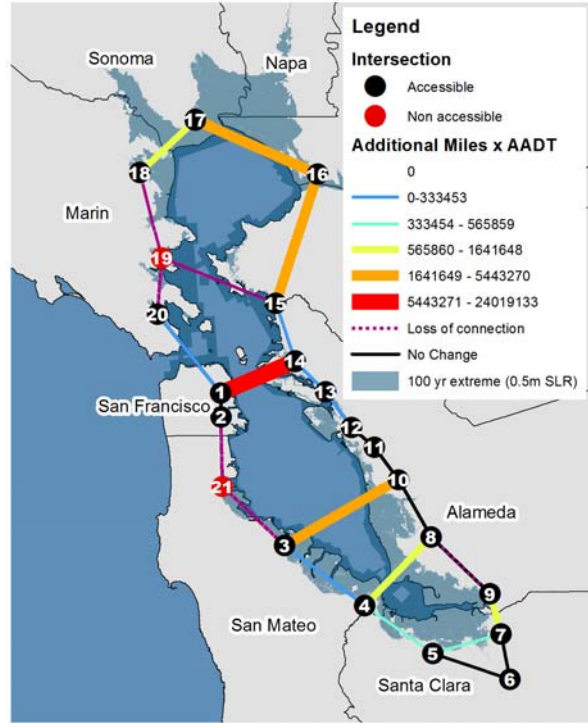 Legend
Intersection
Accessible
Non accessible
Additional Miles x AADT
0
0-333453
333454 - 565859
565860 - 1641648
1641649 - 5443270
5443271 - 24019133
Loss of connection
No Change
100 yr extreme (0.5m SLR)
Sonoma
Napa
17
18
16
Marin
19
15
20
14
1
13
San Francisco
2
12
11
21
10
Alameda
8
3
9
4
San Mateo
7
5
6
Santa Clara